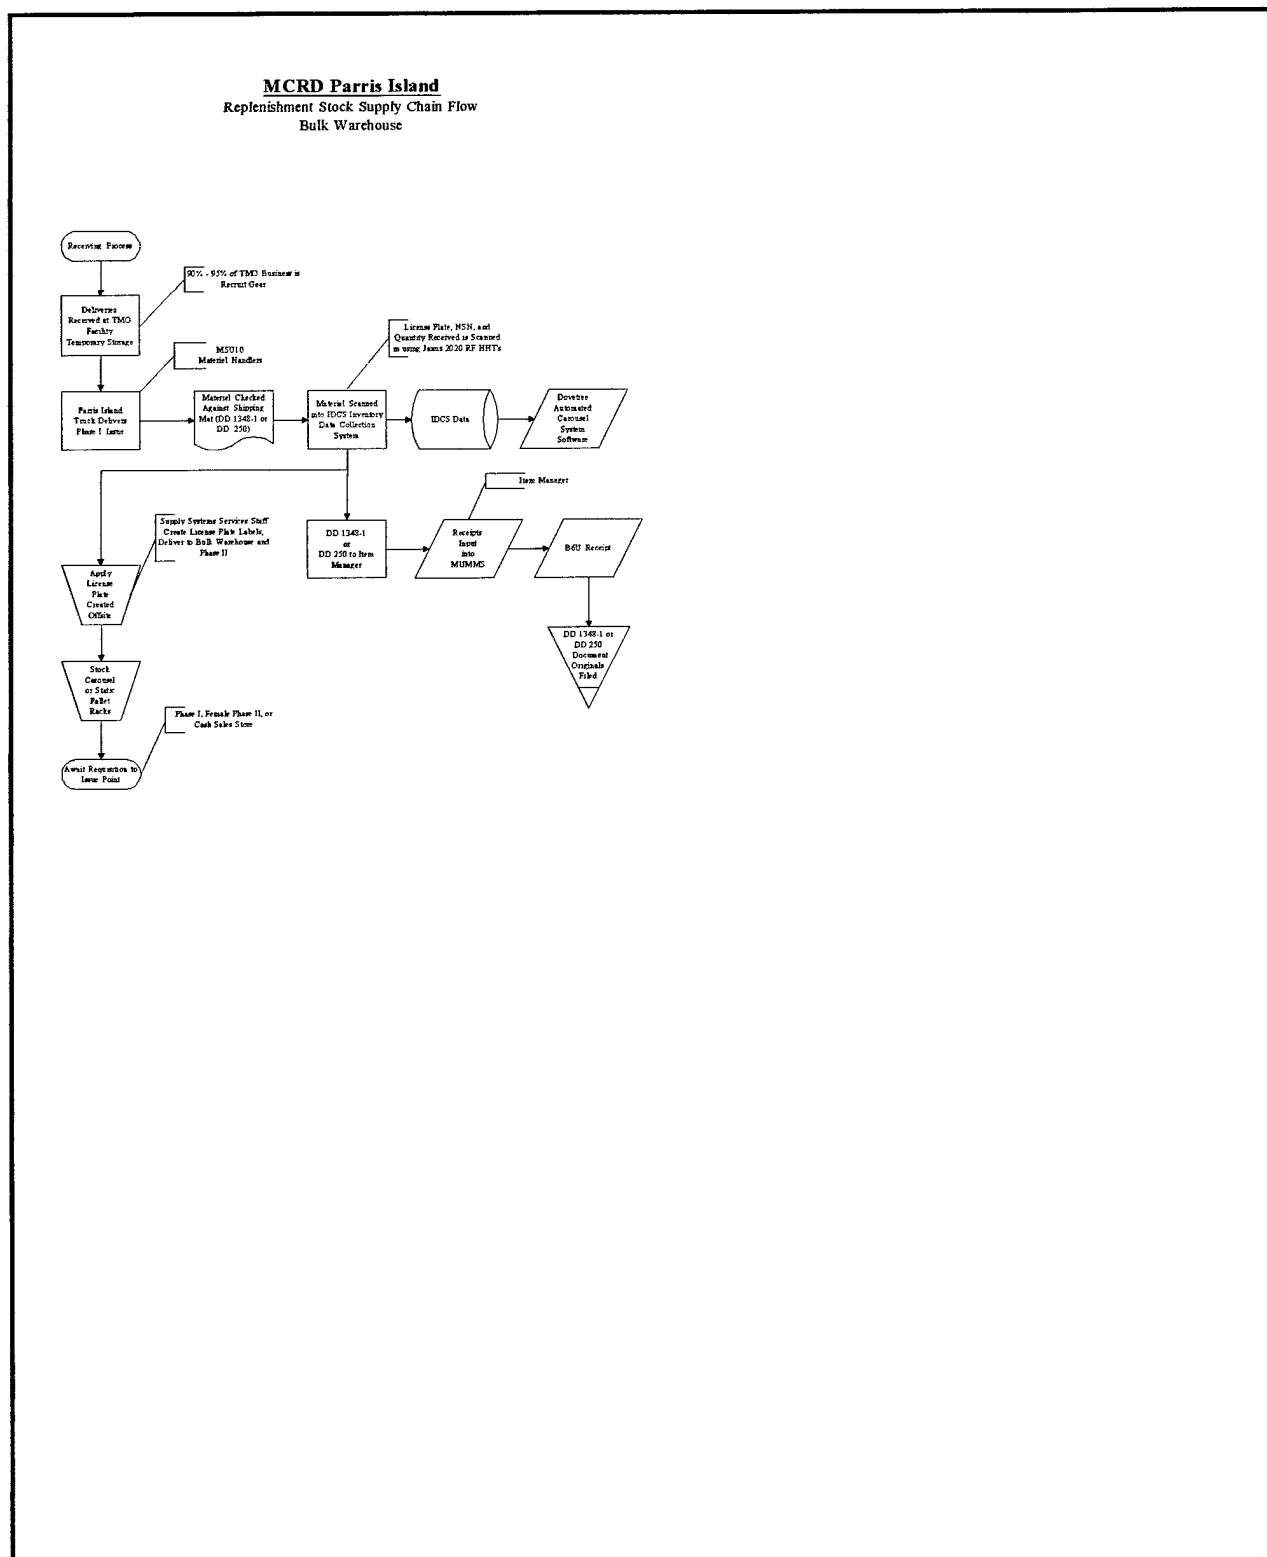 MCRD Parris Island
Replenishment Stock Supply Chain Flow
Bulk Warehouse
Receiving Process
90% - 95% of TMO Business is
Recruit Gear
Deliveries
Received at TMO
Facility
Temporary Storage
License Plate, NSN, and
Quantity Received is Scanned
in using Janus 2020 RF HHT's
M5U10
Materiel Handlers
Parris Island
Truck Delivers
Phase I Issue
Materiel Checked
Against Shipping
Mat (DD 1348-1 or
DD 250)
Material Scanned
into IDCS Inventory
Data Collection
System
IDCS Data
Dovetree
Automated
Carousel
System
Software
Item Manager
Supply Systems Services Staff
Create License Plate Labels,
Deliver to Bulk Warehouse and
Phase II
DD 1348-1
or
DD 250 to Item
Manager
Receipts
Input
into
MUMMS
B6U Receipt
Apply
License
Plate
Created
Offsite
DD 1348-1 or
DD 250
Document
Originals
Filed
Stock
Carousel
or Static
Pallet
Racks
Phase I, Female Phase II, or
Cash Sales Store
Await Requisition to
Issue Point